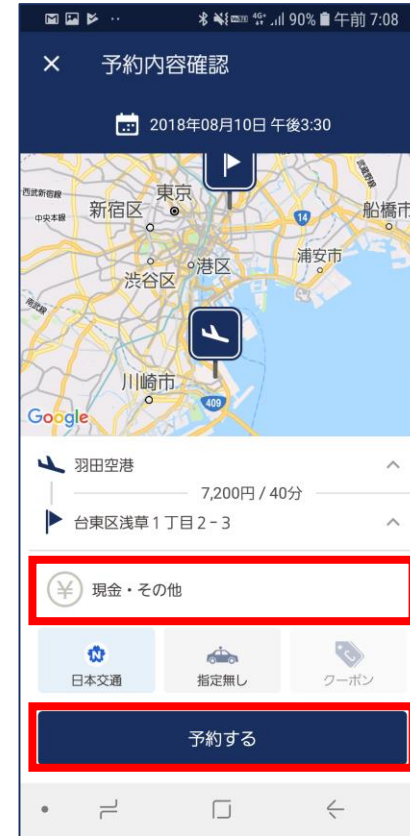 90% 午前 7:08
予約内容確認
2018年08月10日 午後3:30
西武新宿線
東京
新宿区
中央本線
14
船橋市
港区
浦安市
渋谷区
川崎市
409
Google
羽田空港
7,200円 / 40分
台東区浅草1丁目2-3
¥ 現金・その他
日本交通
指定無し
クーポン
予約する